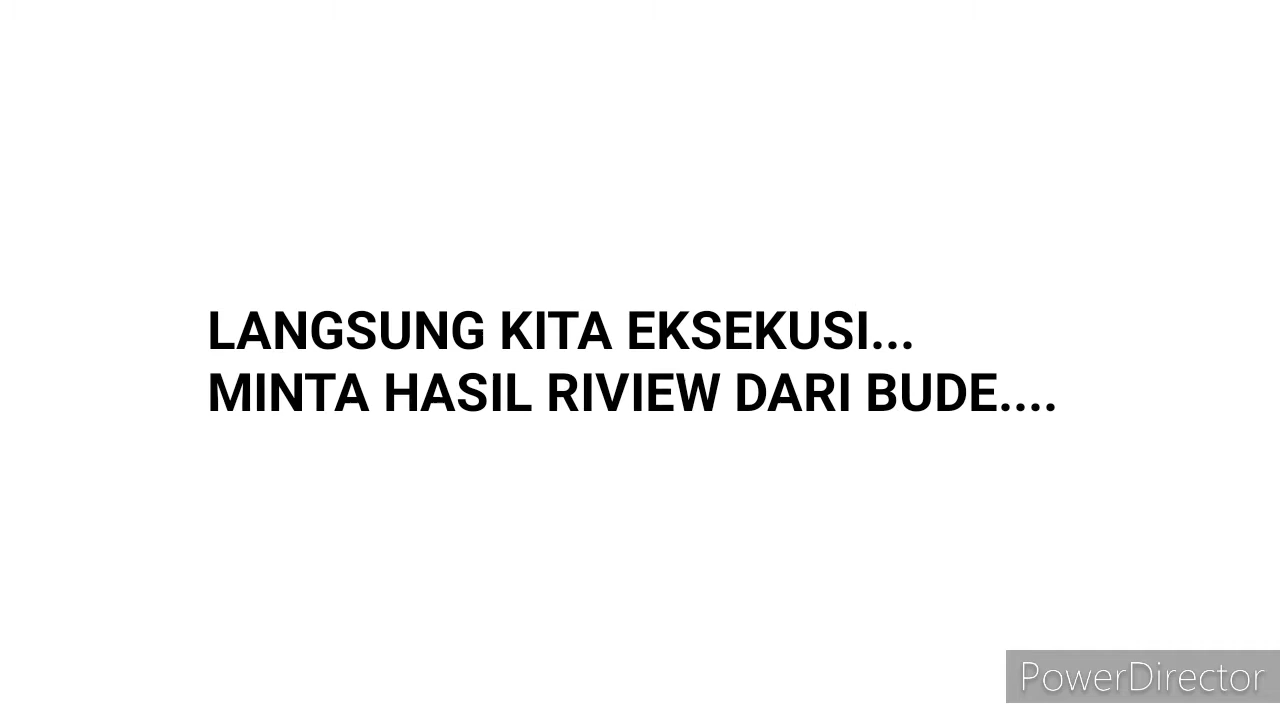 LANGSUNG KITA EKSEKUSI...
MINTA HASIL RIVIEW DARI BUDE....
PowerDirector